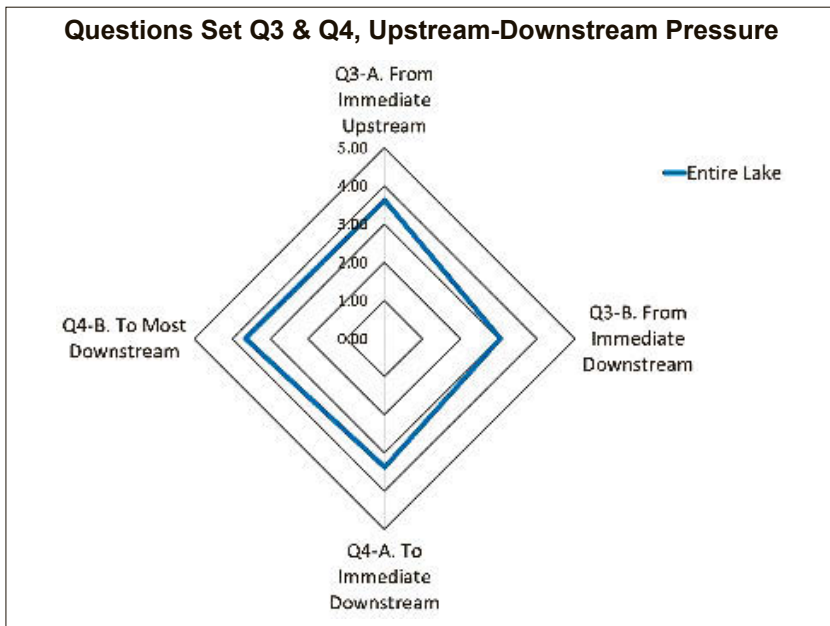 Questions Set Q3 & Q4, Upstream-Downstream Pressure
Q3-A. From
Immediate
Upstream
5.00
4.00
3.00
2.00
1.00
0.00
Entire Lake
Q3-B. From
Immediate
Downstream
Q4-B. To Most
Downstream
Q4-A. To
Immediate
Downstream